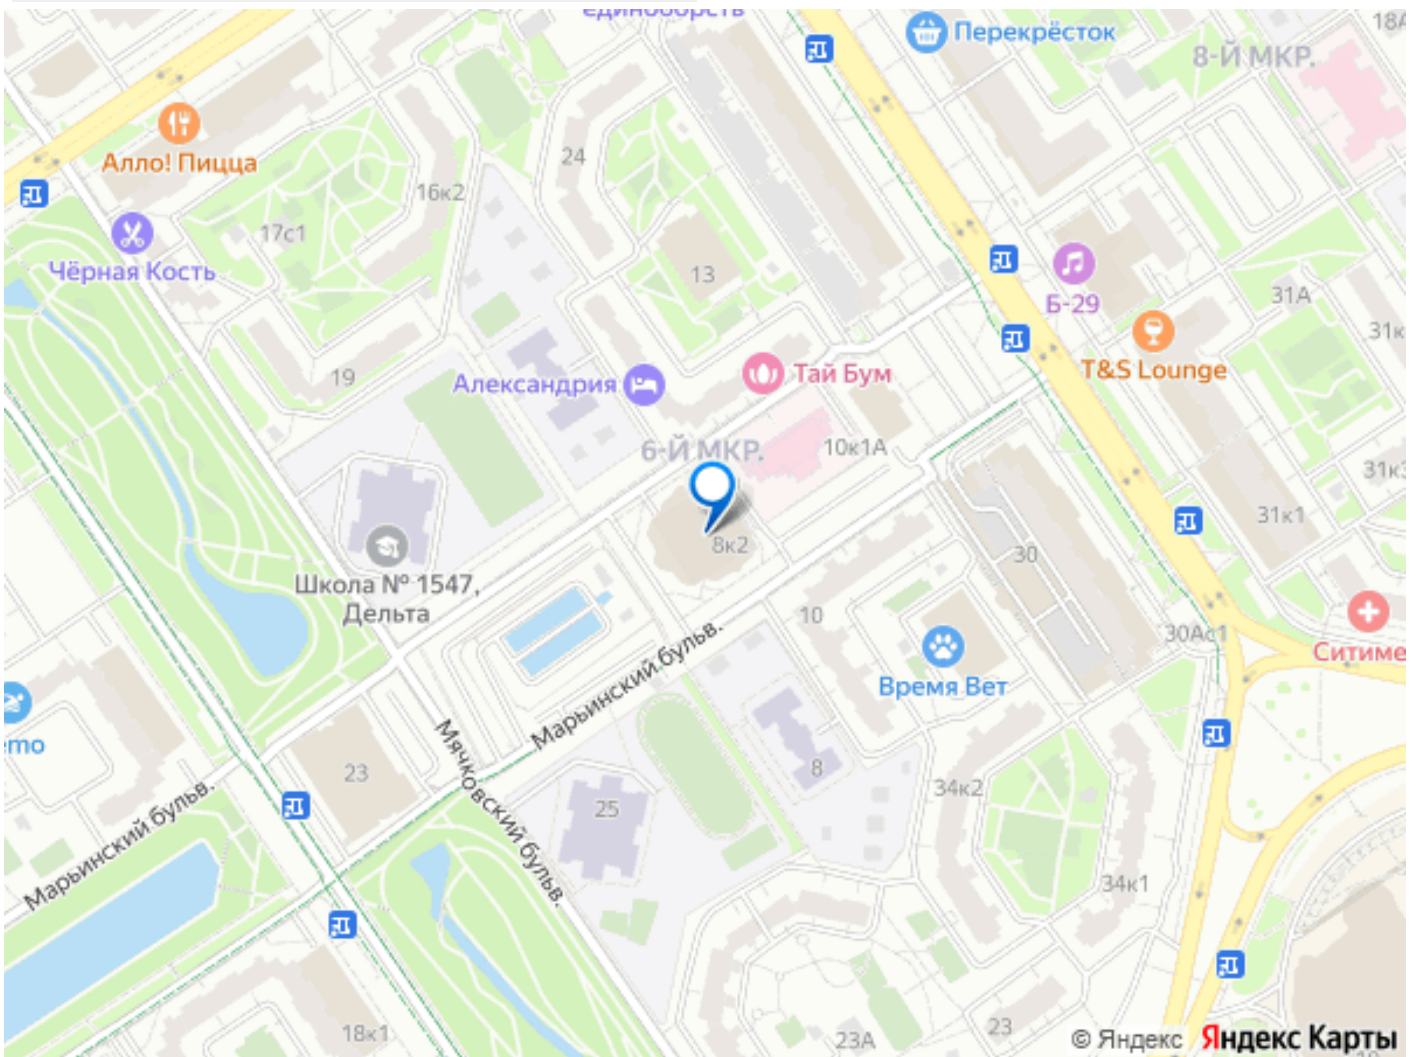 единоборств
Перекрёсток
18А
8-Й МКР.
Алло! Пицца
24
16к2
17с1
Чёрная Кость
13
31А
Б-29
31к
T&S Lounge
19
Александрия
Тай Бум
6-Й МКР.
10к1А
31к3
31к1
8к2
30
Школа № 1547,
Дельта
10
30Ас1
Ситиме
Марьинский бульв.
Время Вет
Мячковский бульв.
emo
23
8
34к2
25
Марьинский бульв.
34к1
18к1
23А
23
© Яндекс Яндекс Карты